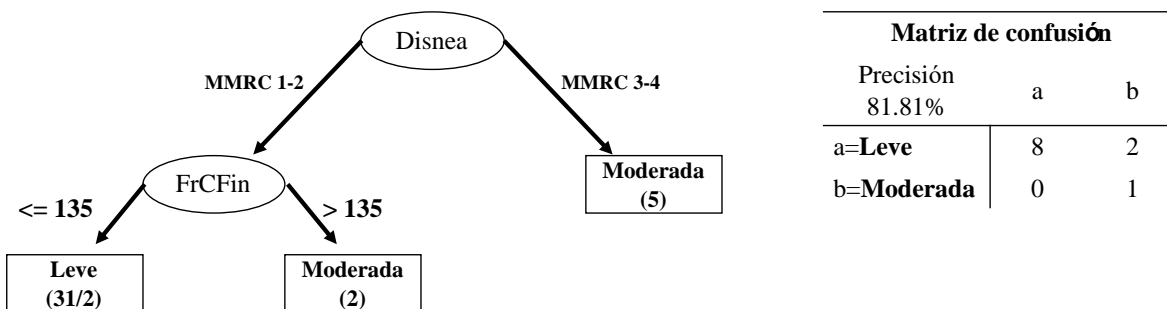 Disnea
MMRC 1-2
MMRC 3-4
FrCFin
Moderada
(5)
<= 135
> 135
Leve
(31/2)
Moderada
(2)
Matriz de confusión
Precisión
81.81%
a b
a=Leve 8 2
b=Moderada 0 1